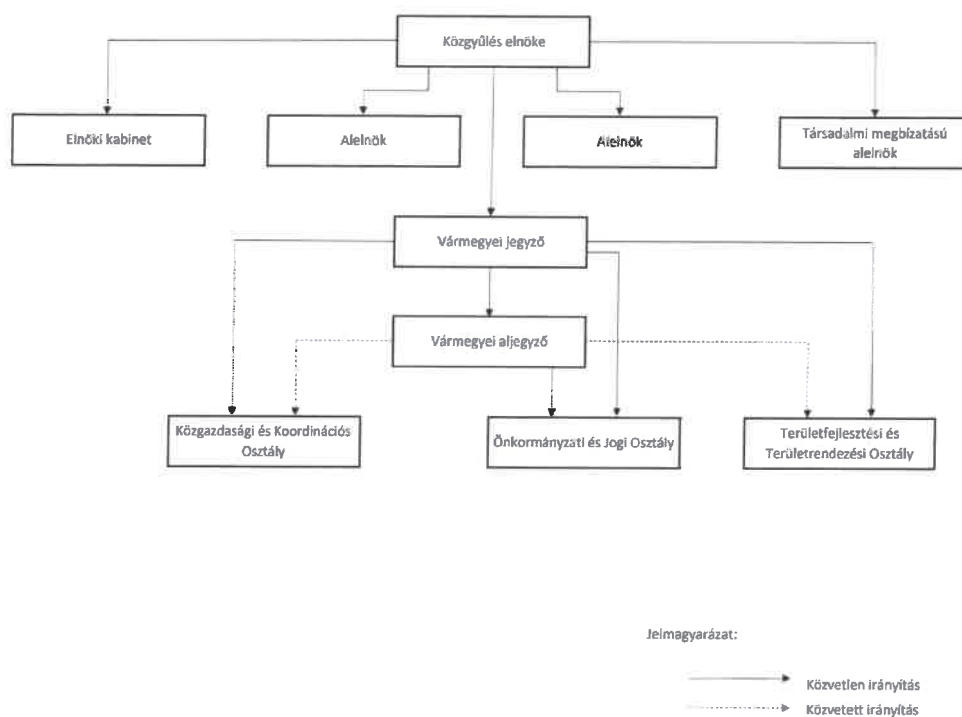 Közgyűlés elnöke
Elnöki kabinet
Alelnök
Alelnök
Társadalmi megbízatású
alelnök
Vármegyei jegyző
Vármegyei aljegyző
Közgazdasági és Koordinációs
Osztály
Önkormányzati és Jogi Osztály
Területfejlesztési és
Területrendezési Osztály
Jelmagyarázat:
Közvetlen irányítás
Közvetett irányítás